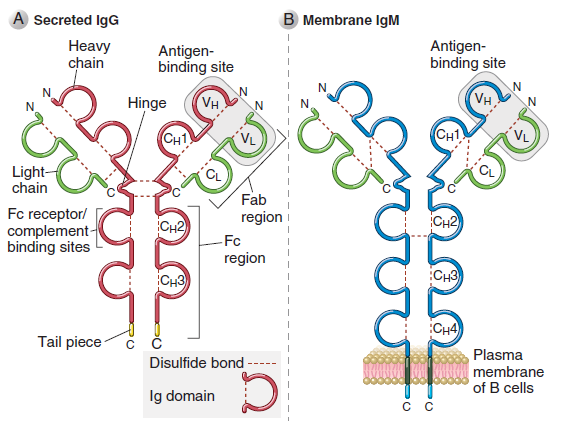 A Secreted IgG
Heavy
chain
Antigen-
binding site
N
N
Hinge
VH
N
N
CH1
VL
CL
Light
chain
C
C
Fab
region
Fc receptor/
complement
binding sites
CH2
Fc
region
CH3
Tail piece
C
C
Disulfide bond
Ig domain
B Membrane IgM
Antigen-
binding site
N
N
VH
N
N
CH1
VL
CL
C
C
CH2
CH3
CH4
Plasma
membrane
of B cells
C
C